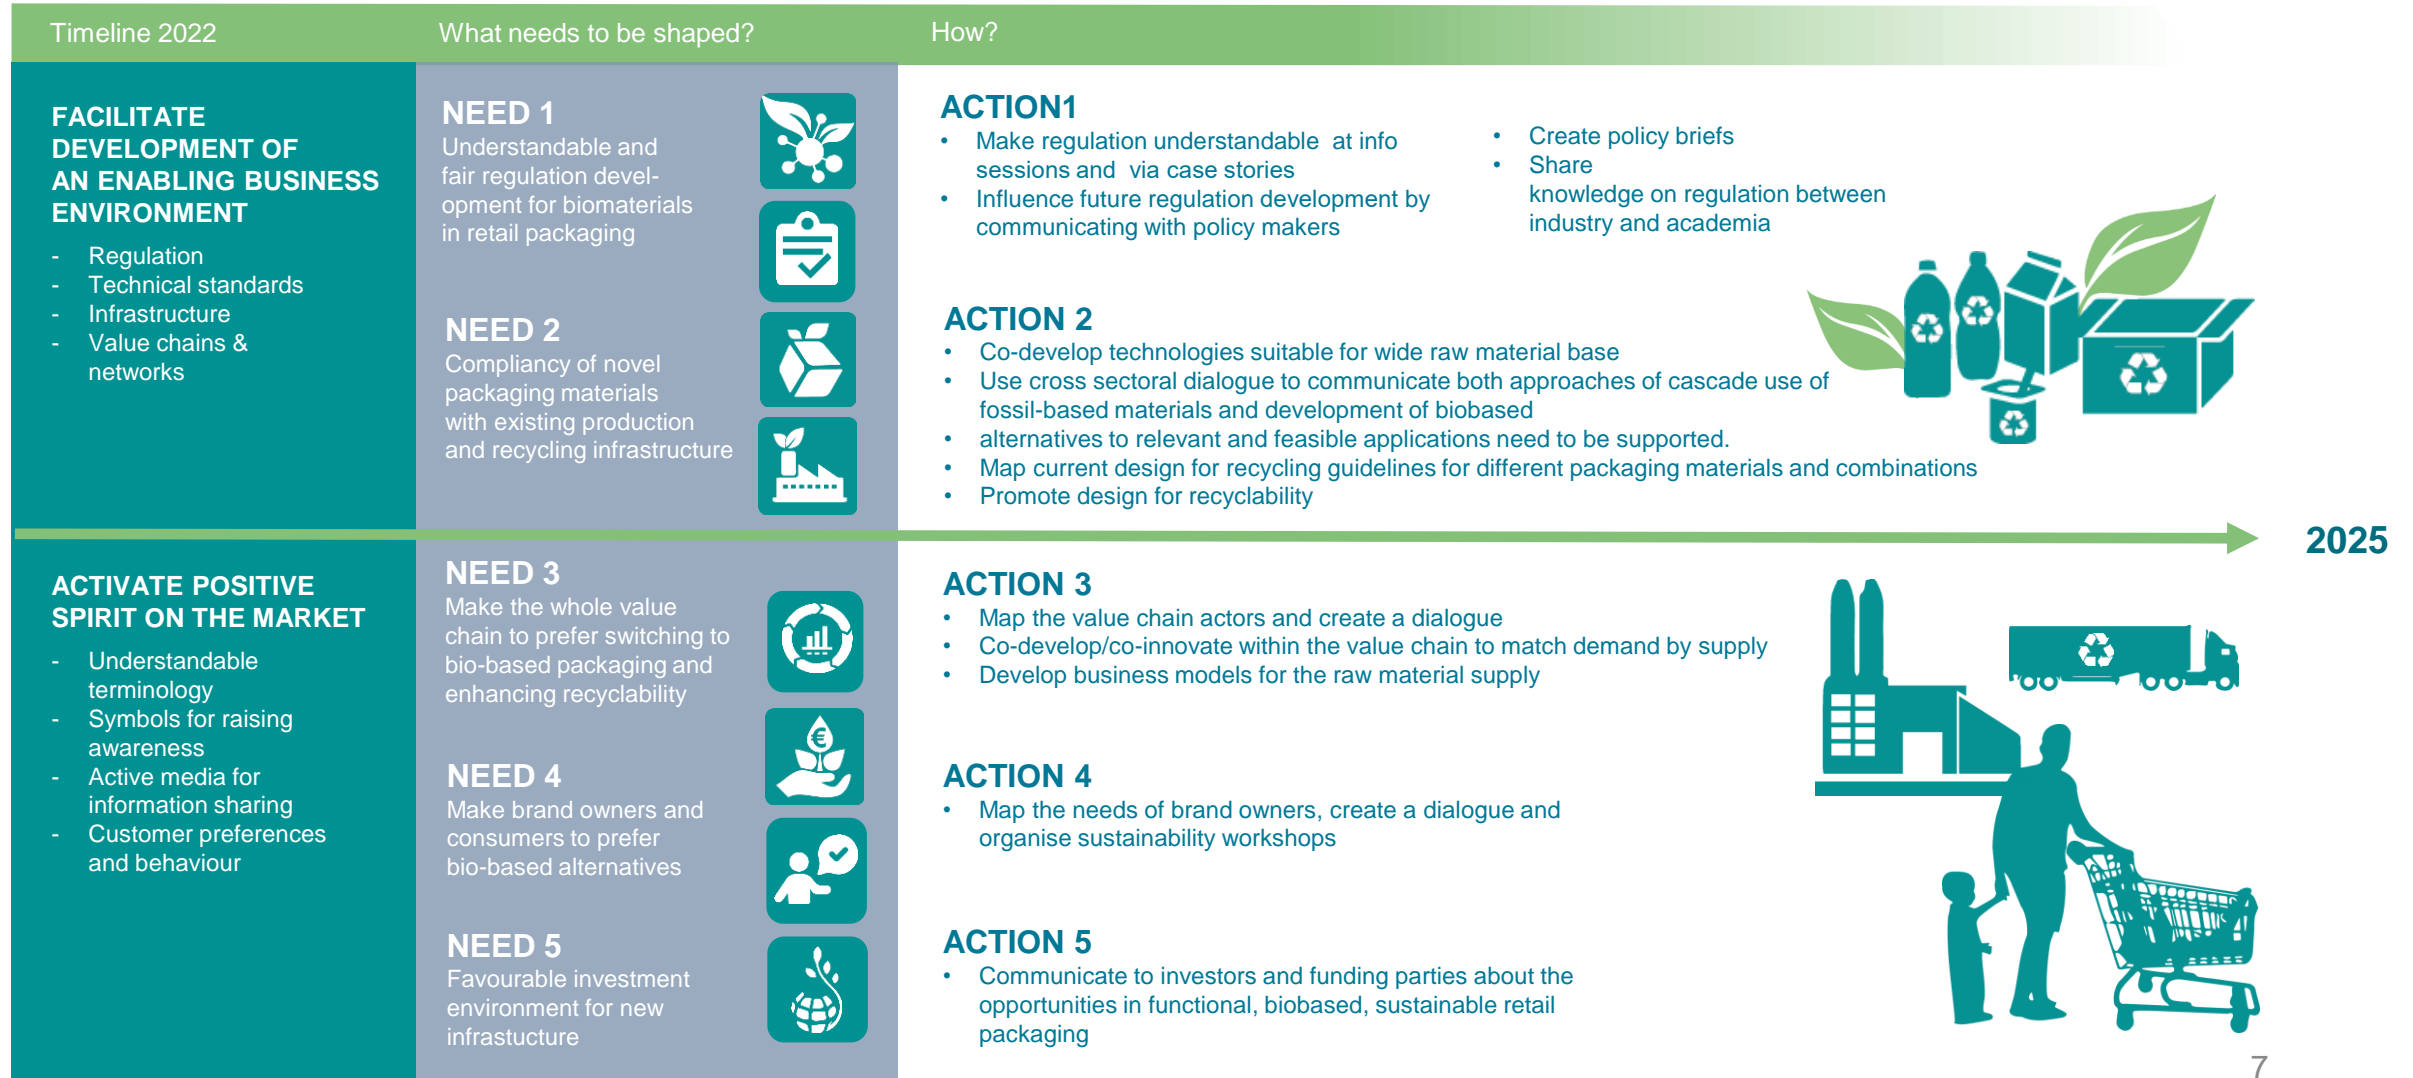 Timeline 2022
What needs to be shaped?
How?
FACILITATE
DEVELOPMENT OF
AN ENABLING BUSINESS
ENVIRONMENT
- Regulation
- Technical standards
- Infrastructure
- Value chains &
networks
NEED 1
Understandable and
fair regulation devel-
opment for biomaterials
in retail packaging
NEED 2
Compliancy of novel
packaging materials
with existing production
and recycling infrastructure
ACTION1
• Make regulation understandable at info
sessions and via case stories
• Influence future regulation development by
communicating with policy makers
• Create policy briefs
• Share
knowledge on regulation between
industry and academia
ACTION 2
• Co-develop technologies suitable for wide raw material base
• Use cross sectoral dialogue to communicate both approaches of cascade use of
fossil-based materials and development of biobased
• alternatives to relevant and feasible applications need to be supported.
• Map current design for recycling guidelines for different packaging materials and combinations
• Promote design for recyclability
2025
ACTIVATE POSITIVE
SPIRIT ON THE MARKET
- Understandable
terminology
- Symbols for raising
awareness
- Active media for
information sharing
- Customer preferences
and behaviour
NEED 3
Make the whole value
chain to prefer switching to
bio-based packaging and
enhancing recyclability
€
NEED 4
Make brand owners and
consumers to prefer
bio-based alternatives
NEED 5
Favourable investment
environment for new
infrastucture
ACTION 3
• Map the value chain actors and create a dialogue
• Co-develop/co-innovate within the value chain to match demand by supply
• Develop business models for the raw material supply
ACTION 4
• Map the needs of brand owners, create a dialogue and
organise sustainability workshops
ACTION 5
• Communicate to investors and funding parties about the
opportunities in functional, biobased, sustainable retail
packaging
7